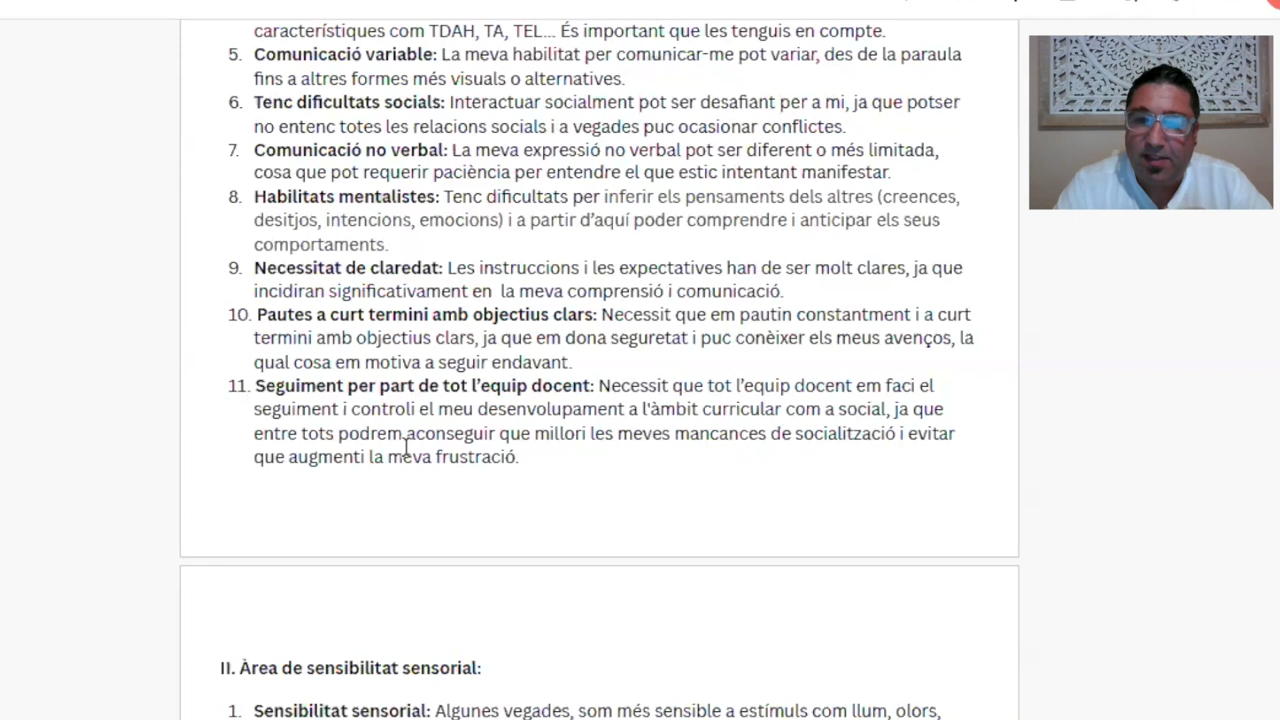 característiques com TDAH, TA, TEL... És important que les tenguis en compte.
5. Comunicació variable: La meva habilitat per comunicar-me pot variar, des de la paraula
fins a altres formes més visuals o alternatives.
6. Tenc dificultats socials: Interactuar socialment pot ser desafiant per a mi, ja que potser
no entenc totes les relacions socials i a vegades puc ocasionar conflictes.
7. Comunicació no verbal: La meva expressió no verbal pot ser diferent o més limitada,
cosa que pot requerir paciència per entendre el que estic intentant manifestar.
8. Habilitats mentalistes: Tenc dificultats per inferir els pensaments dels altres (creences,
desitjos, intencions, emocions) i a partir d’aquí poder comprendre i anticipar els seus
comportaments.
9. Necessitat de claredat: Les instruccions i les expectatives han de ser molt clares, ja que
incidiran significativament en  la meva comprensió i comunicació.
10. Pautes a curt termini amb objectius clars: Necessit que em pautin constantment i a curt
termini amb objectius clars, ja que em dona seguretat i puc conèixer els meus avenços, la
qual cosa em motiva a seguir endavant.
11. Seguiment per part de tot l’equip docent: Necessit que tot l’equip docent em faci el
seguiment i controli el meu desenvolupament a l'àmbit curricular com a social, ja que
entre tots podrem aconseguir que millori les meves mancances de socialització i evitar
que augmenti la meva frustració.
II. Àrea de sensibilitat sensorial:
1. Sensibilitat sensorial: Algunes vegades, som més sensible a estímuls com llum, olors,